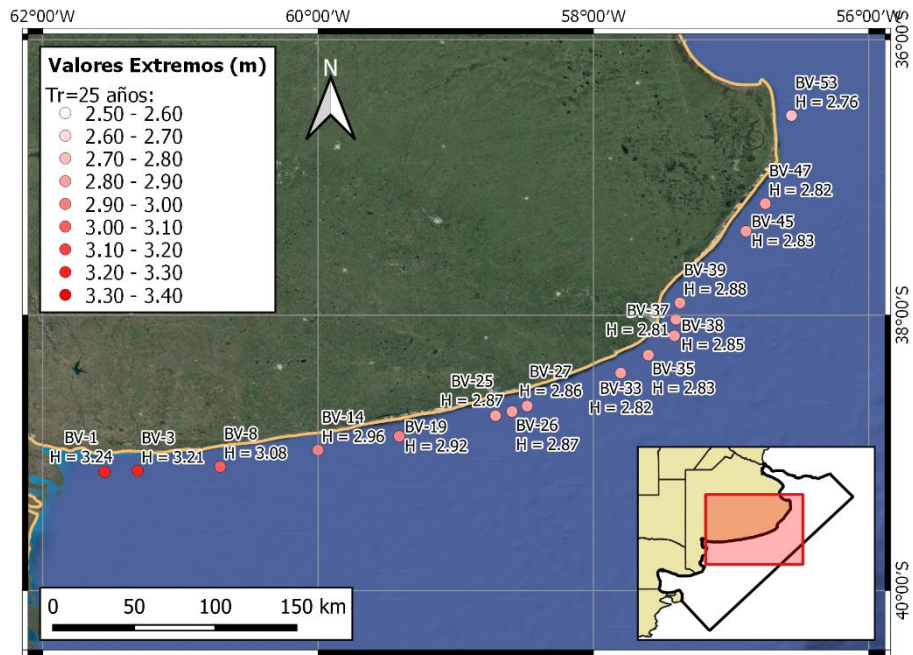 62°00'W
60°00'W
58°00'W
56°00'W
36°00'S
38°00'S
40°00'S
Valores Extremos (m)
Tr=25 años:
2.50 - 2.60
2.60 - 2.70
2.70 - 2.80
2.80 - 2.90
2.90 - 3.00
3.00 - 3.10
3.10 - 3.20
3.20 - 3.30
3.30 - 3.40
N
BV-53
H = 2.76
BV-47
H = 2.82
BV-45
H = 2.83
BV-39
H = 2.88
BV-37
H = 2.81
BV-38
H = 2.85
BV-35
H = 2.83
BV-33
H = 2.82
BV-27
H = 2.86
BV-25
H = 2.87
BV-26
H = 2.87
BV-14
H = 2.96
BV-19
H = 2.92
BV-8
H = 3.08
BV-3
H = 3.21
BV-1
H = 3.24
0 50 100 150 km